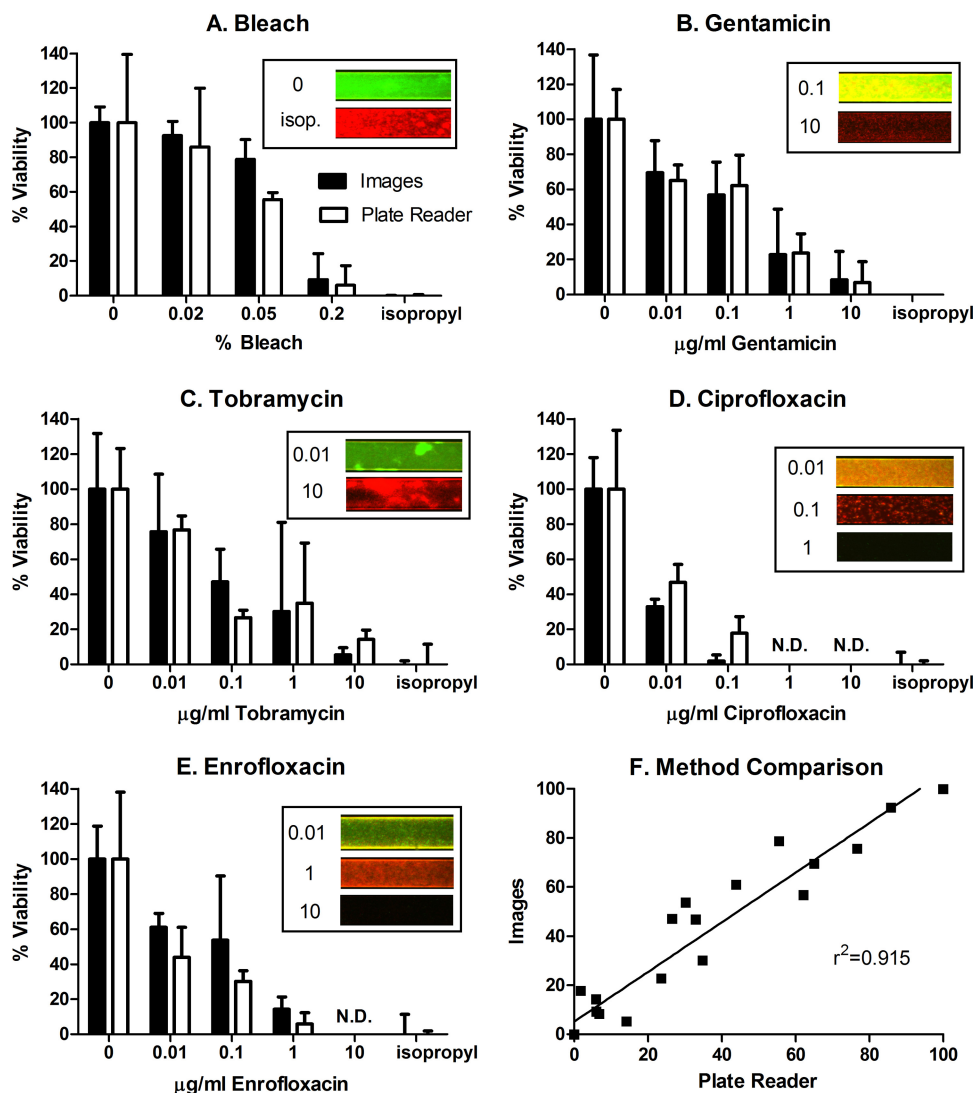 A. Bleach
140
120
100
80
60
40
20
0
% Viability
0
isop.
Images
Plate Reader
0 0.02 0.05 0.2 isopropyl
% Bleach
B. Gentamicin
140
120
100
80
60
40
20
0
% Viability
0.1
10
0 0.01 0.1 1 10 isopropyl
µg/ml Gentamicin
C. Tobramycin
140
120
100
80
60
40
20
0
% Viability
0.01
10
0 0.01 0.1 1 10 isopropyl
µg/ml Tobramycin
D. Ciprofloxacin
140
120
100
80
60
40
20
0
% Viability
0.01
0.1
1
N.D. N.D.
0 0.01 0.1 1 10 isopropyl
µg/ml Ciprofloxacin
E. Enrofloxacin
140
120
100
80
60
40
20
0
% Viability
0.01
1
10
N.D.
0 0.01 0.1 1 10 isopropyl
µg/ml Enrofloxacin
F. Method Comparison
100
80
60
40
20
0
Images
r²=0.915
0 20 40 60 80 100
Plate Reader